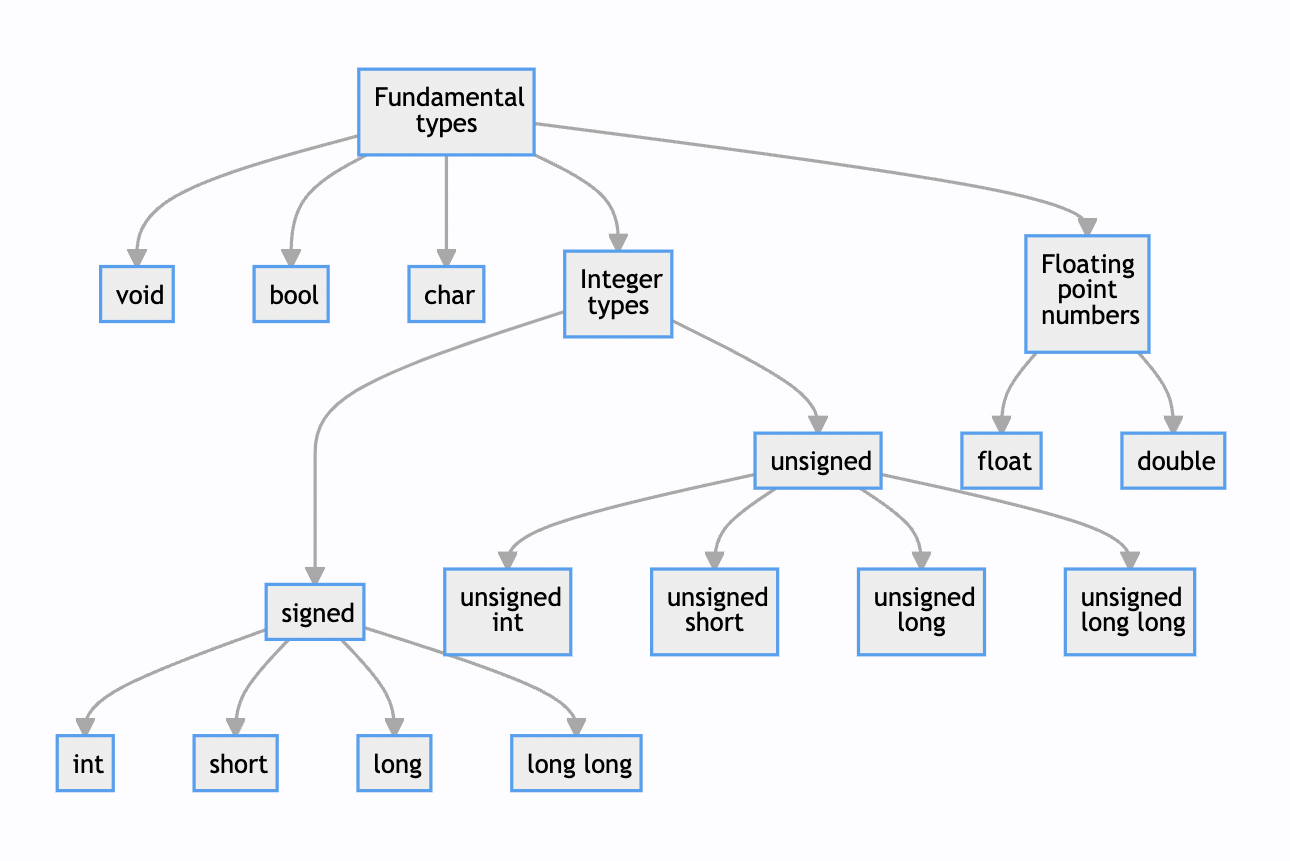 Fundamental
types
void
bool
char
Integer
types
Floating
point
numbers
unsigned
float
double
signed
unsigned
int
unsigned
short
unsigned
long
unsigned
long long
int
short
long
long long